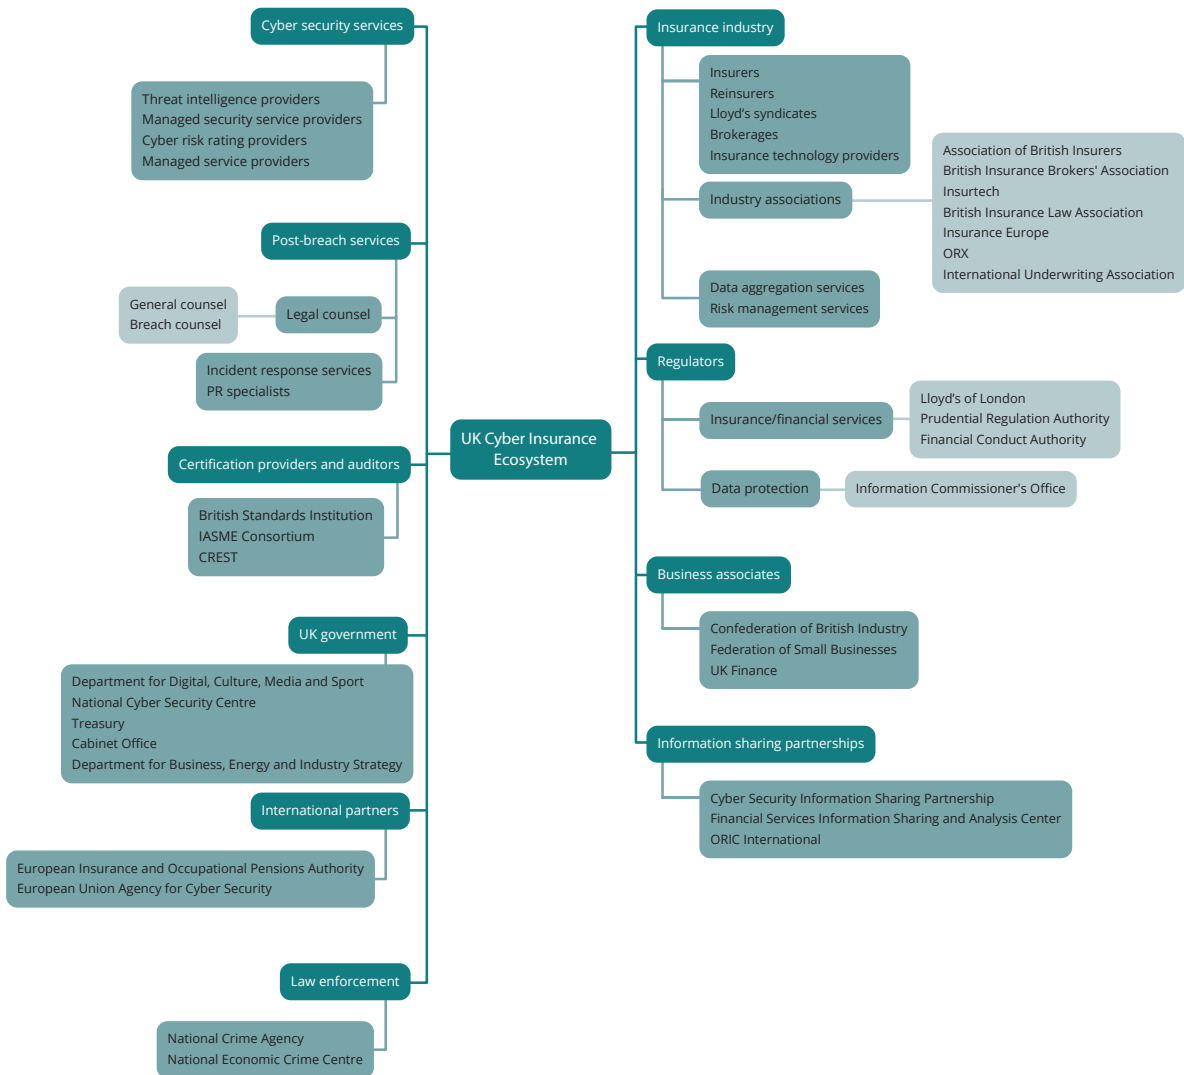 Cyber security services
Threat intelligence providers
Managed security service providers
Cyber risk rating providers
Managed service providers
Post-breach services
General counsel
Breach counsel
Legal counsel
Incident response services
PR specialists
Certification providers and auditors
British Standards Institution
IASME Consortium
CREST
UK government
Department for Digital, Culture, Media and Sport
National Cyber Security Centre
Treasury
Cabinet Office
Department for Business, Energy and Industry Strategy
International partners
European Insurance and Occupational Pensions Authority
European Union Agency for Cyber Security
Law enforcement
National Crime Agency
National Economic Crime Centre
UK Cyber Insurance
Ecosystem
Insurance industry
Insurers
Reinsurers
Lloyd's syndicates
Brokerages
Insurance technology providers
Industry associations
Association of British Insurers
British Insurance Brokers' Association
Insurtech
British Insurance Law Association
Insurance Europe
ORX
International Underwriting Association
Data aggregation services
Risk management services
Regulators
Insurance/financial services
Lloyd's of London
Prudential Regulation Authority
Financial Conduct Authority
Data protection
Information Commissioner's Office
Business associates
Confederation of British Industry
Federation of Small Businesses
UK Finance
Information sharing partnerships
Cyber Security Information Sharing Partnership
Financial Services Information Sharing and Analysis Center
ORIC International